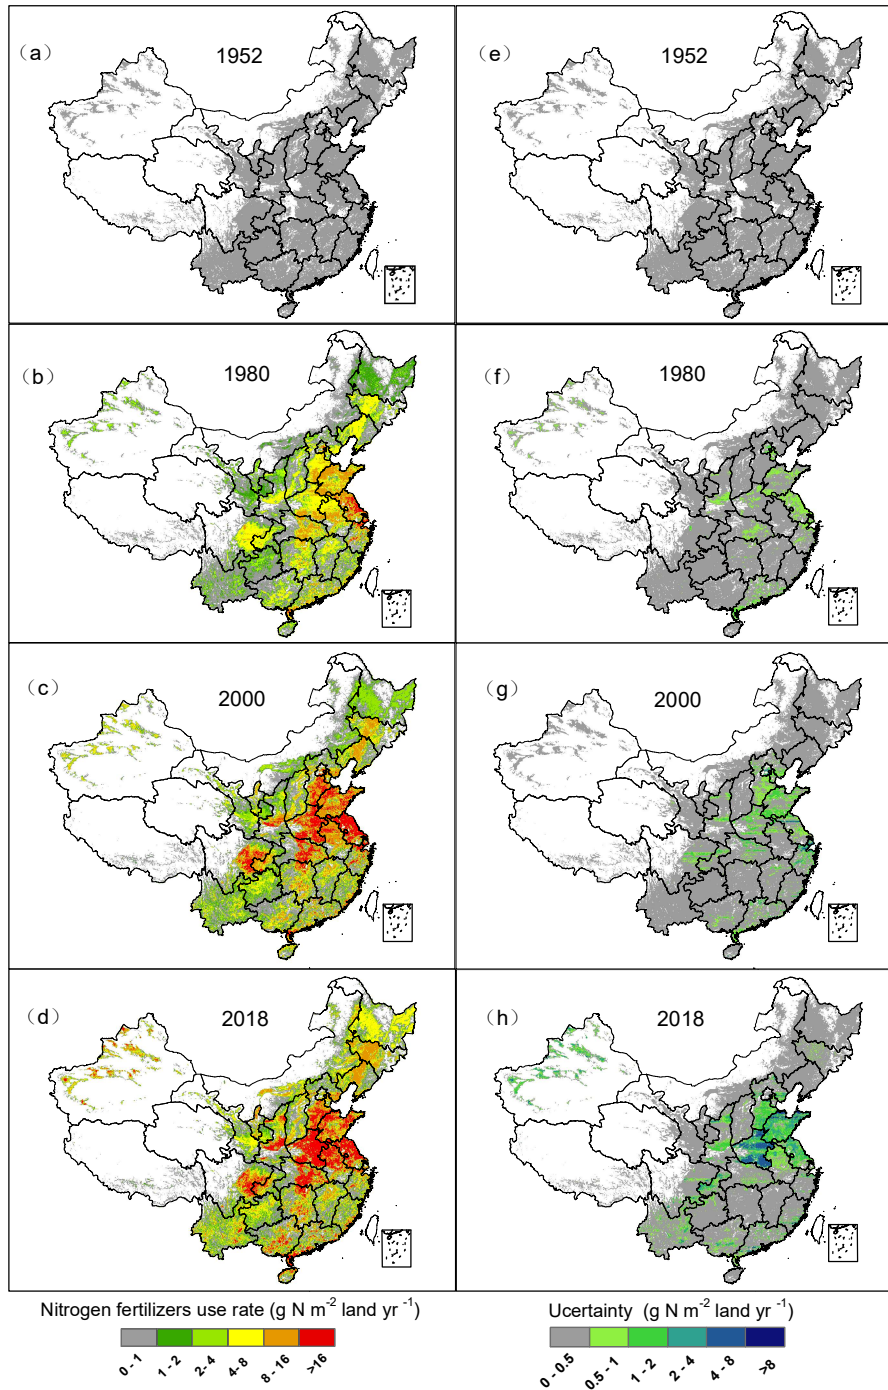 (a) 1952
(e) 1952
(b) 1980
(f) 1980
(c) 2000
(g) 2000
(d) 2018
(h) 2018
Nitrogen fertilizers use rate (g N m⁻² land yr ⁻¹)
0 - 1
1 - 2
2 - 4
4 - 8
8 - 16
>16
Ucertainty (g N m⁻² land yr ⁻¹)
0 - 0.5
0.5 - 1
1 - 2
2 - 4
4 - 8
>8